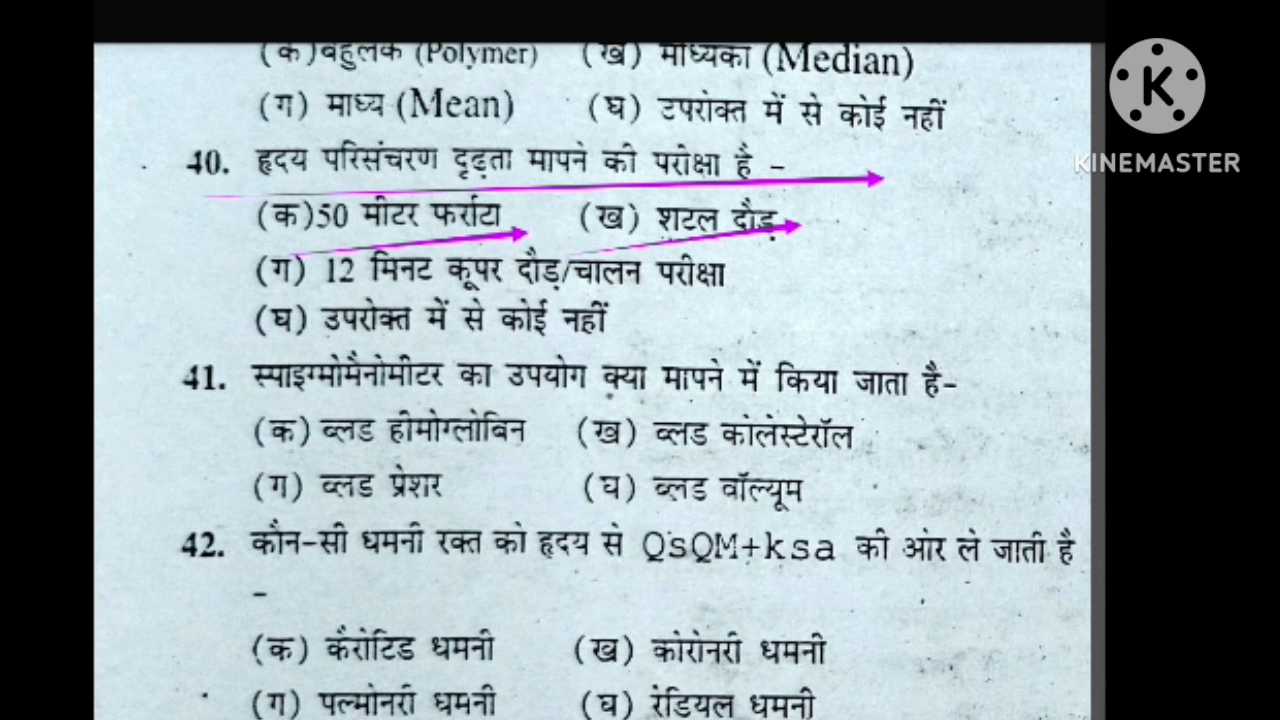 (क)बहुलक (Polymer) (ख) माध्यिका (Median)
(ग) माध्य (Mean) (घ) उपरोक्त में से कोई नहीं
40. हृदय परिसंचरण दृढ़ता मापने की परीक्षा है -
(क)50 मीटर फर्राटा (ख) शटल दौड़
(ग) 12 मिनट कूपर दौड़/चालन परीक्षा
(घ) उपरोक्त में से कोई नहीं
41. स्पाइग्मोमैनोमीटर का उपयोग क्या मापने में किया जाता है-
(क) ब्लड हीमोग्लोबिन (ख) ब्लड कोलेस्टेरॉल
(ग) ब्लड प्रेशर (घ) ब्लड वॉल्यूम
42. कौन-सी धमनी रक्त को हृदय से QsQM+ksa की ओर ले जाती है
-
(क) कैरोटिड धमनी (ख) कोरोनरी धमनी
(ग) पल्मोनरी धमनी (घ) रेडियल धमनी
KINEMASTER